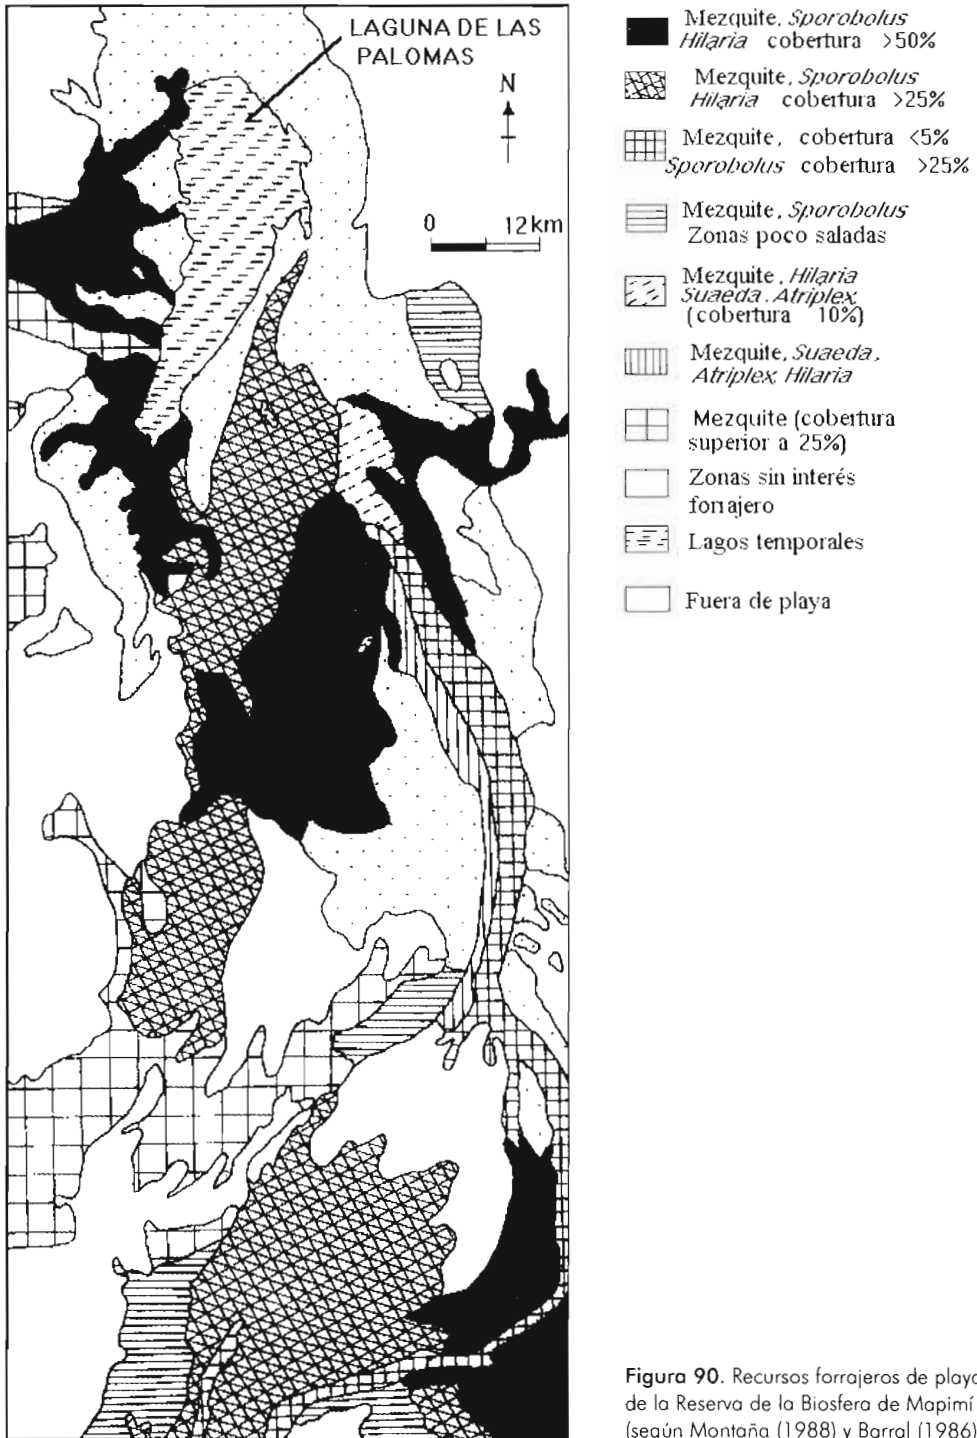 LAGUNA DE LAS
PALOMAS
N
0 12 km
Mezquite, Sporobolus
Hilaria cobertura >50%
Mezquite, Sporobolus
Hilaria cobertura >25%
Mezquite, cobertura <5%
Sporobolus cobertura >25%
Mezquite, Sporobolus
Zonas poco saladas
Mezquite, Hilaria
Suaeda, Atriplex
(cobertura 10%)
Mezquite, Suaeda,
Atriplex, Hilaria
Mezquite (cobertura
superior a 25%)
Zonas sin interés
forrajero
Lagos temporales
Fuera de playa
Figura 90. Recursos forrajeros de playa
de la Reserva de la Biosfera de Mapimí
(según Montaña (1988) y Barral (1986)